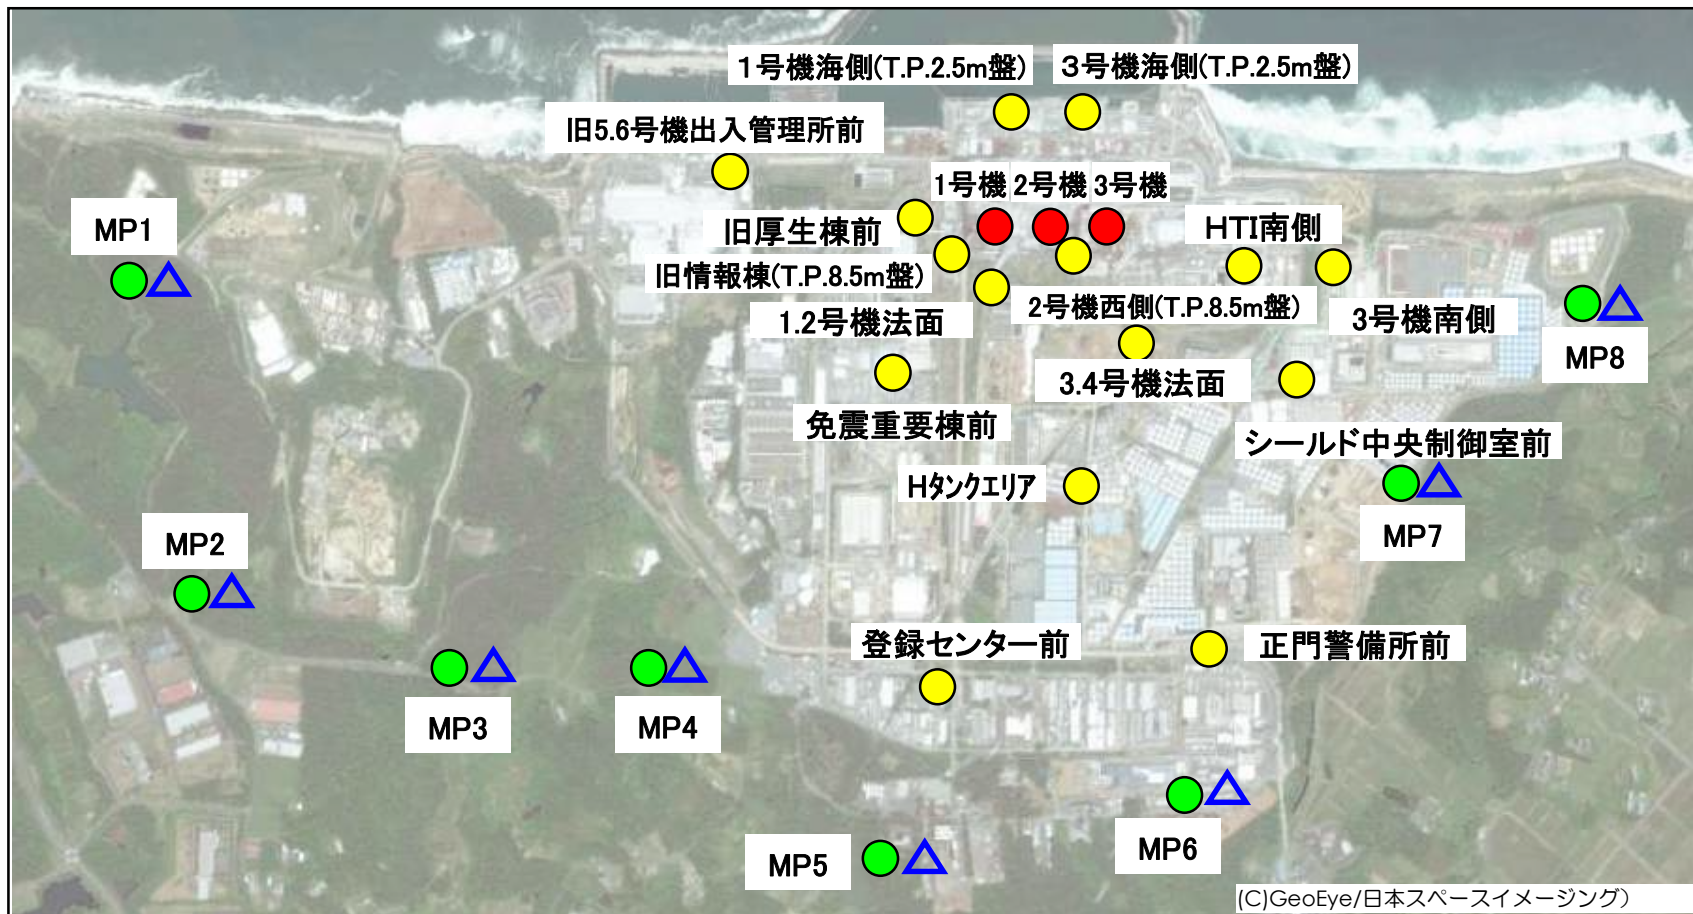 1号機海側(T.P.2.5m盤)
3号機海側(T.P.2.5m盤)
旧5.6号機出入管理所前
1号機
2号機
3号機
MP1
旧厚生棟前
HTI南側
旧情報棟(T.P.8.5m盤)
2号機西側(T.P.8.5m盤)
1.2号機法面
3号機南側
MP8
3.4号機法面
免震重要棟前
シールド中央制御室前
Hタンクエリア
MP2
MP7
登録センター前
正門警備所前
MP3
MP4
MP6
MP5
(C)GeoEye/日本スペースイメージング）